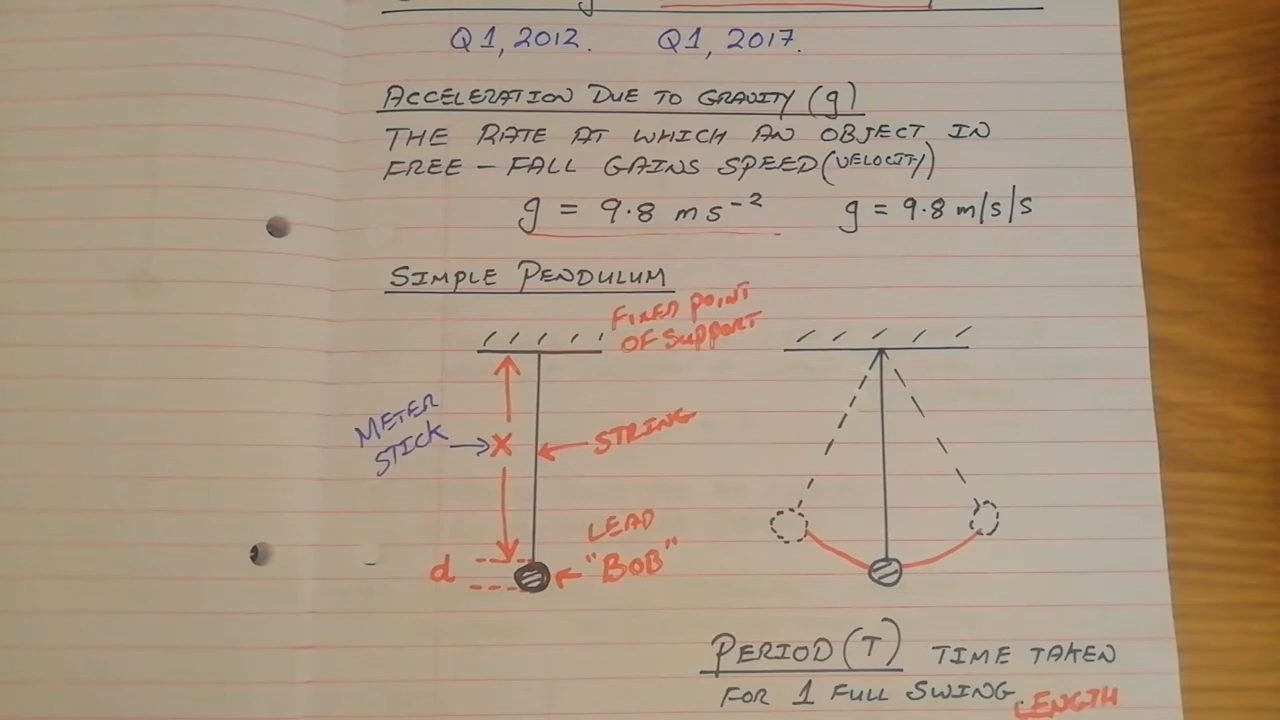 Q1, 2012. Q1, 2017.
ACCELERATION DUE TO GRAVITY (g)
THE RATE AT WHICH AN OBJECT IN
FREE-FALL GAINS SPEED (VELOCITY)
g = 9.8 ms⁻² g = 9.8 m/s/s
SIMPLE PENDULUM
FIXED POINT
OF SUPPORT
METER
STICK
X
STRING
LEAD
"BOB"
d
PERIOD (T) TIME TAKEN
FOR 1 FULL SWING.
LENGTH